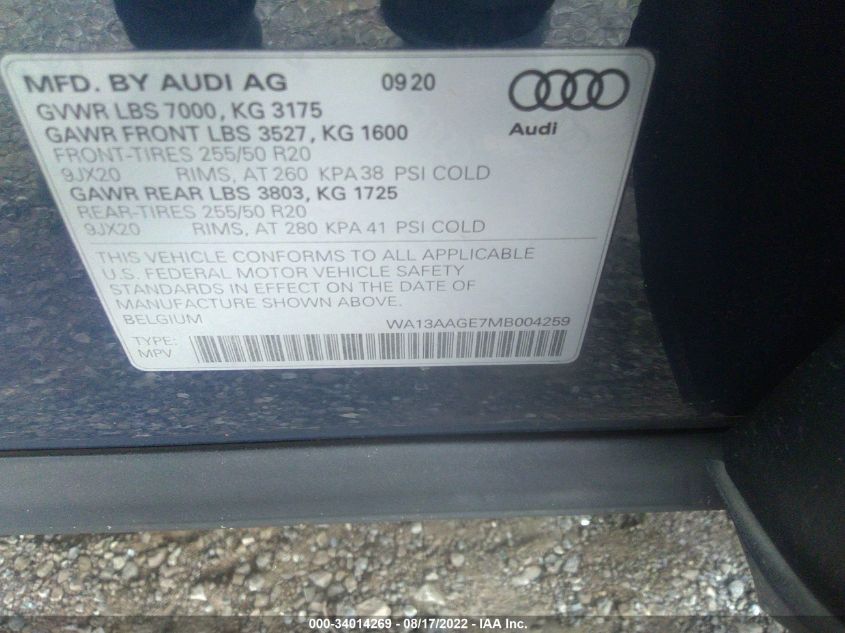 MFD. BY AUDI AG 09 20
GVWR LBS 7000, KG 3175
GAWR FRONT LBS 3527, KG 1600
FRONT-TIRES 255/50 R20
9JX20 RIMS, AT 260 KPA 38 PSI COLD
GAWR REAR LBS 3803, KG 1725
REAR-TIRES 255/50 R20
9JX20 RIMS, AT 280 KPA 41 PSI COLD
Audi
THIS VEHICLE CONFORMS TO ALL APPLICABLE
U.S. FEDERAL MOTOR VEHICLE SAFETY
STANDARDS IN EFFECT ON THE DATE OF
MANUFACTURE SHOWN ABOVE.
BELGIUM WA13AAGE7MB004259
TYPE:
MPV
000-34014269 - 08/17/2022 - IAA Inc.